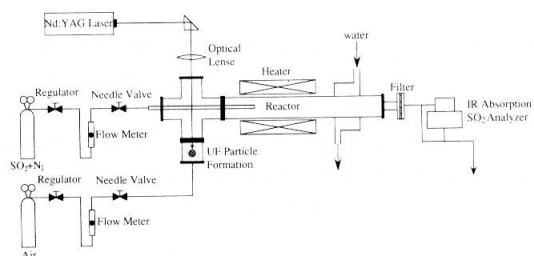 Nd:YAG Laser
Optical
Lense
water
Heater
Regulator
Needle Valve
Reactor
Filter
IR Absorption
SO2 Analyzer
Flow Meter
UF Particle
Formation
SO2+N2
Regulator
Needle Valve
Flow Meter
Air